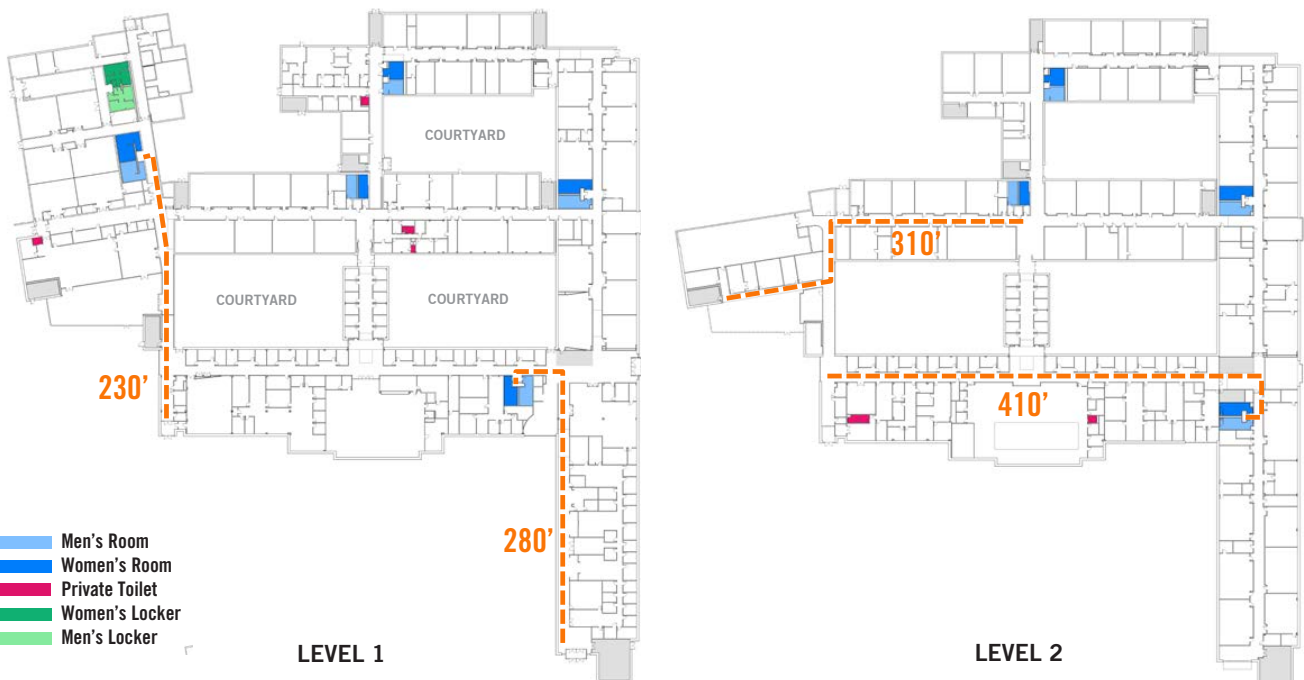 COURTYARD
COURTYARD
COURTYARD
230’
280’
310’
410’
Men's Room
Women's Room
Private Toilet
Women's Locker
Men's Locker
LEVEL 1
LEVEL 2